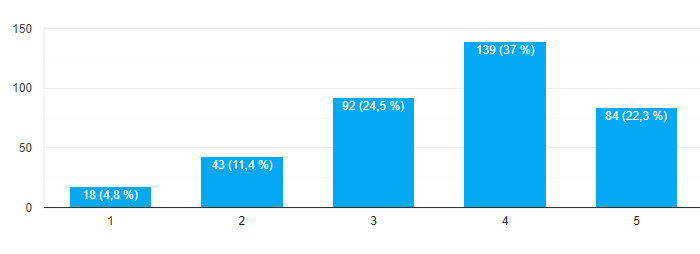 150
100
50
0
18 (4,8 %)
43 (11,4 %)
92 (24,5 %)
139 (37 %)
84 (22,3 %)
1 2 3 4 5